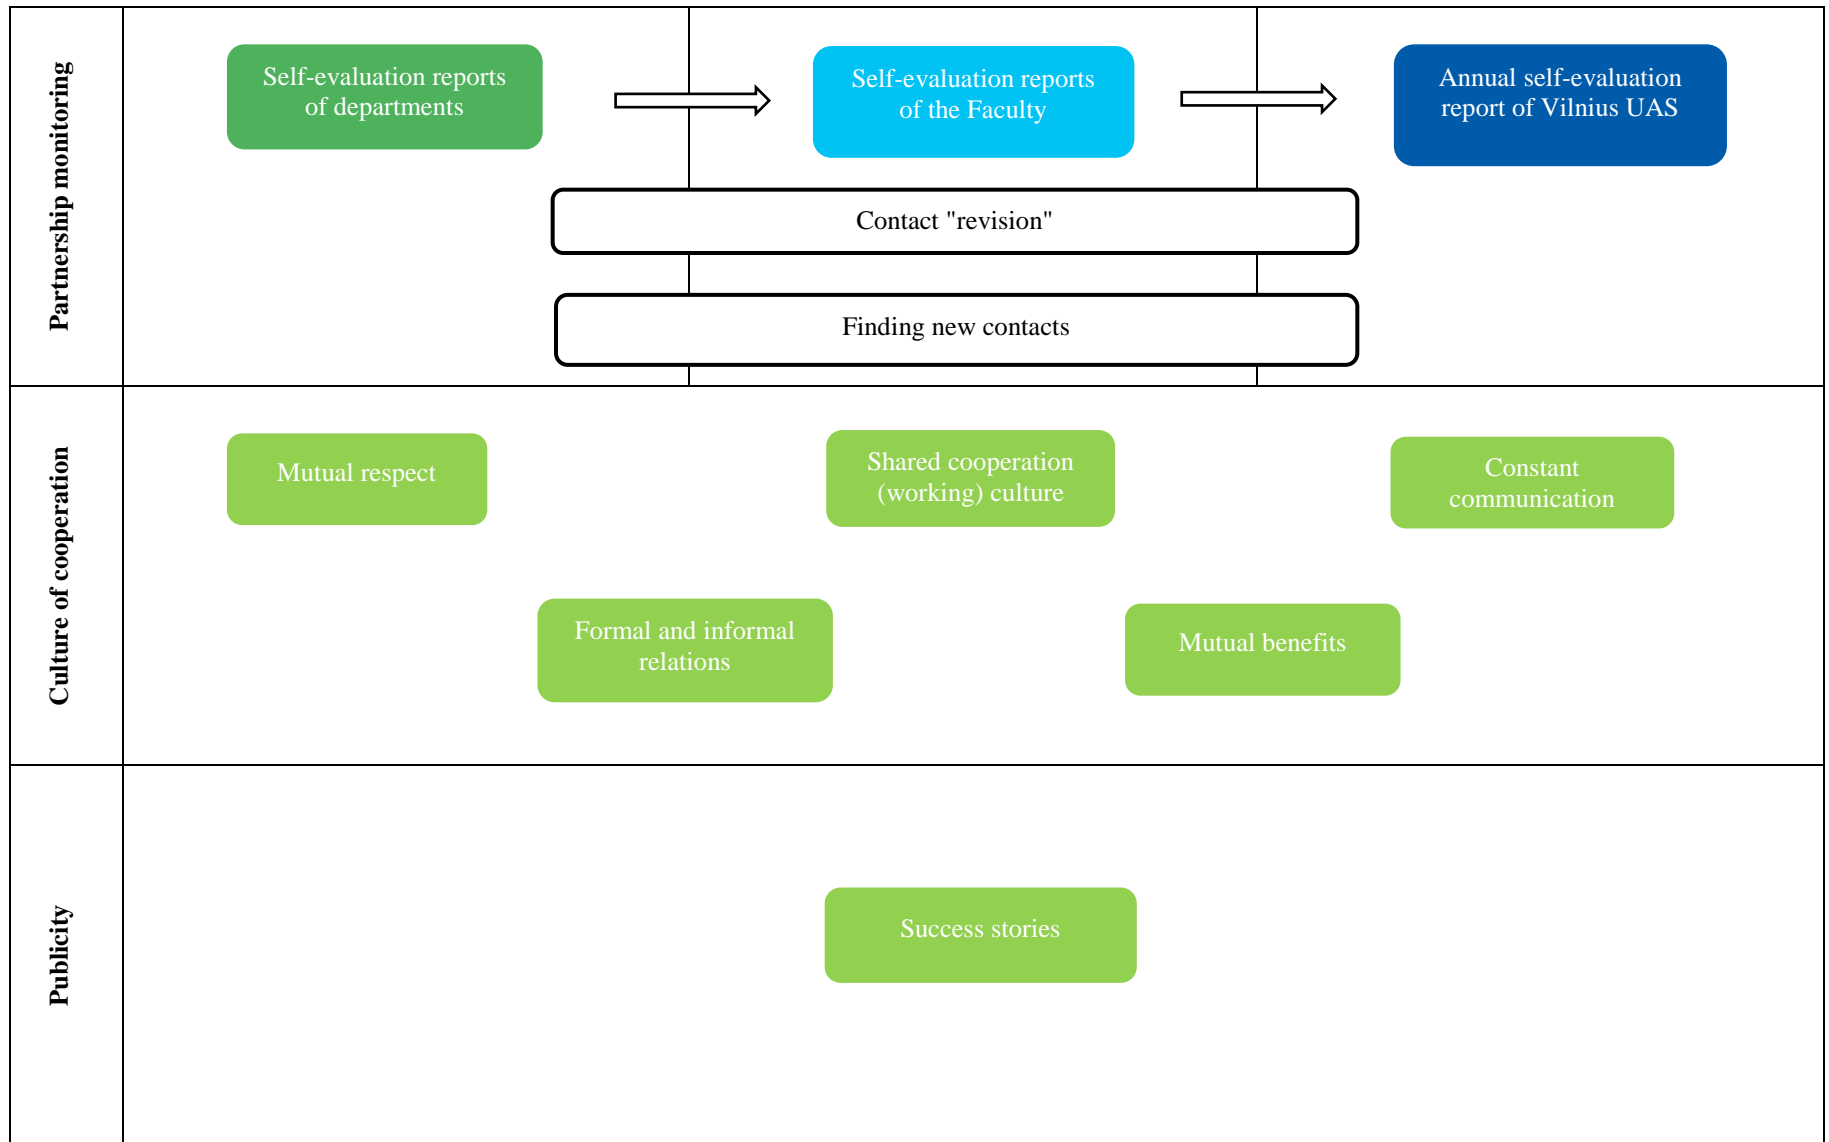 Partnership monitoring
Self-evaluation reports
of departments
Self-evaluation reports
of the Faculty
Annual self-evaluation
report of Vilnius UAS
Contact "revision"
Finding new contacts
Culture of cooperation
Mutual respect
Shared cooperation
(working) culture
Constant
communication
Formal and informal
relations
Mutual benefits
Publicity
Success stories